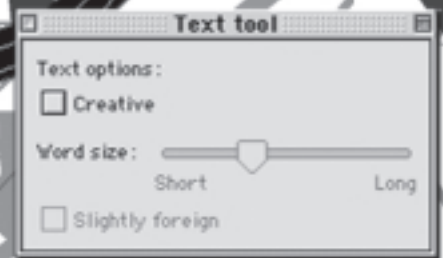 Text tool
Text options:
Creative
Word size:
Short Long
Slightly foreign